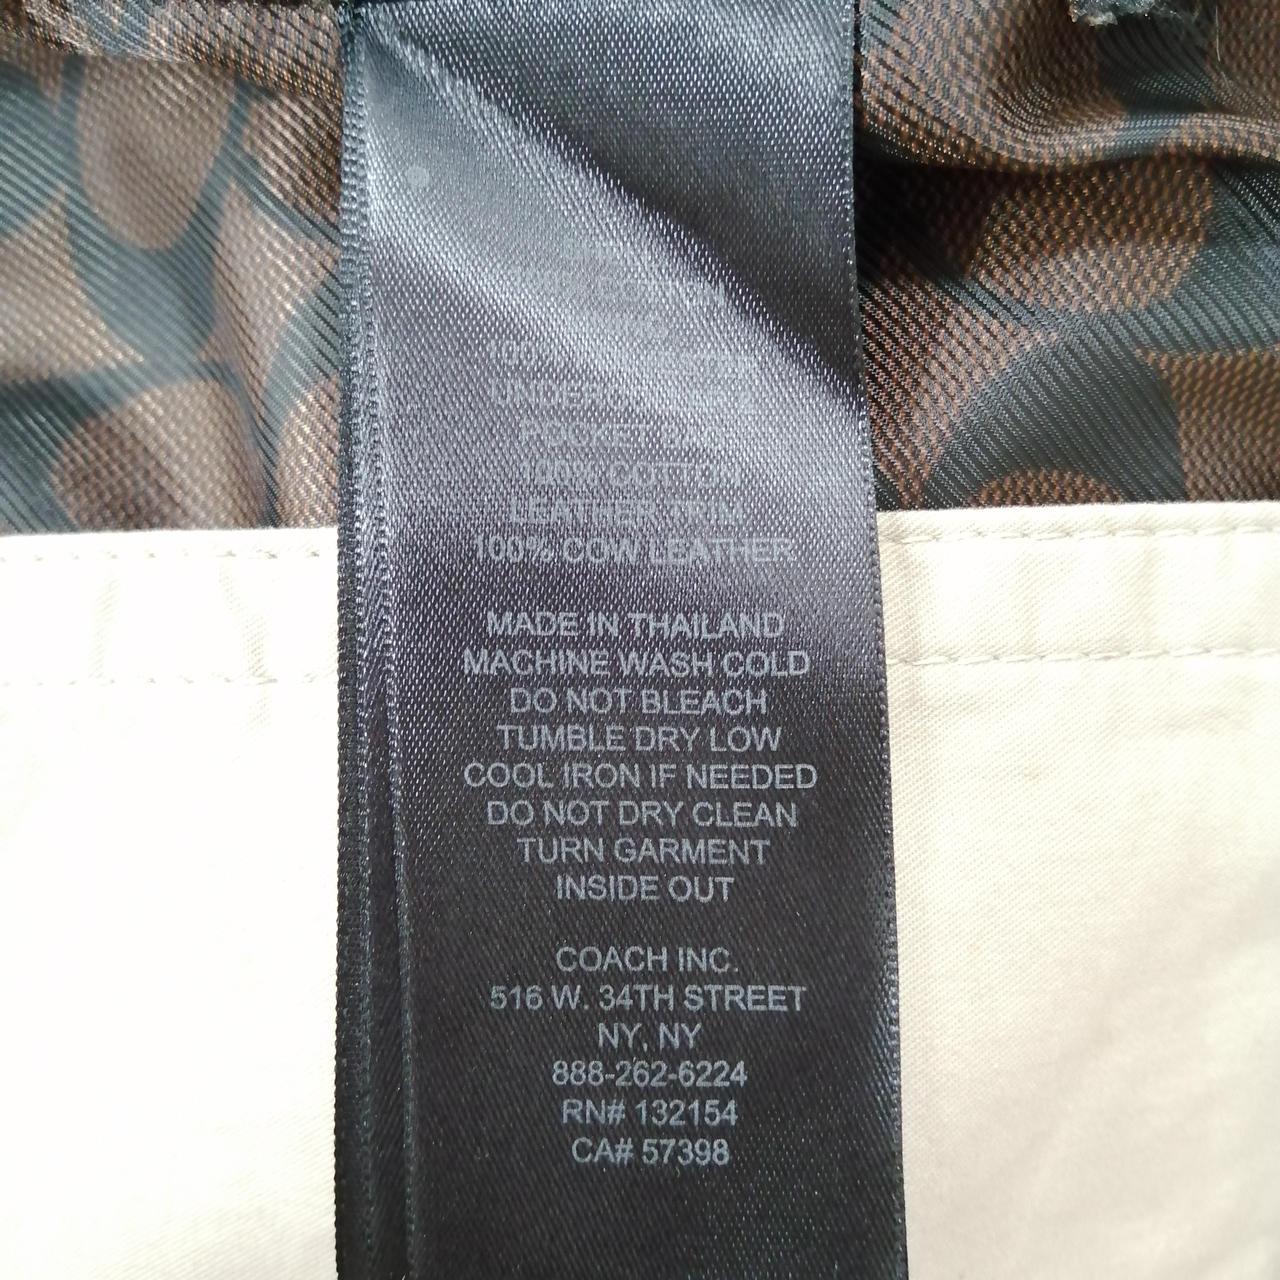 100%
POCKET
100% COTTON
LEATHER TRIM
100% COW LEATHER
MADE IN THAILAND
MACHINE WASH COLD
DO NOT BLEACH
TUMBLE DRY LOW
COOL IRON IF NEEDED
DO NOT DRY CLEAN
TURN GARMENT
INSIDE OUT
COACH INC.
516 W. 34TH STREET
NY, NY
888-262-6224
RN# 132154
CA# 57398